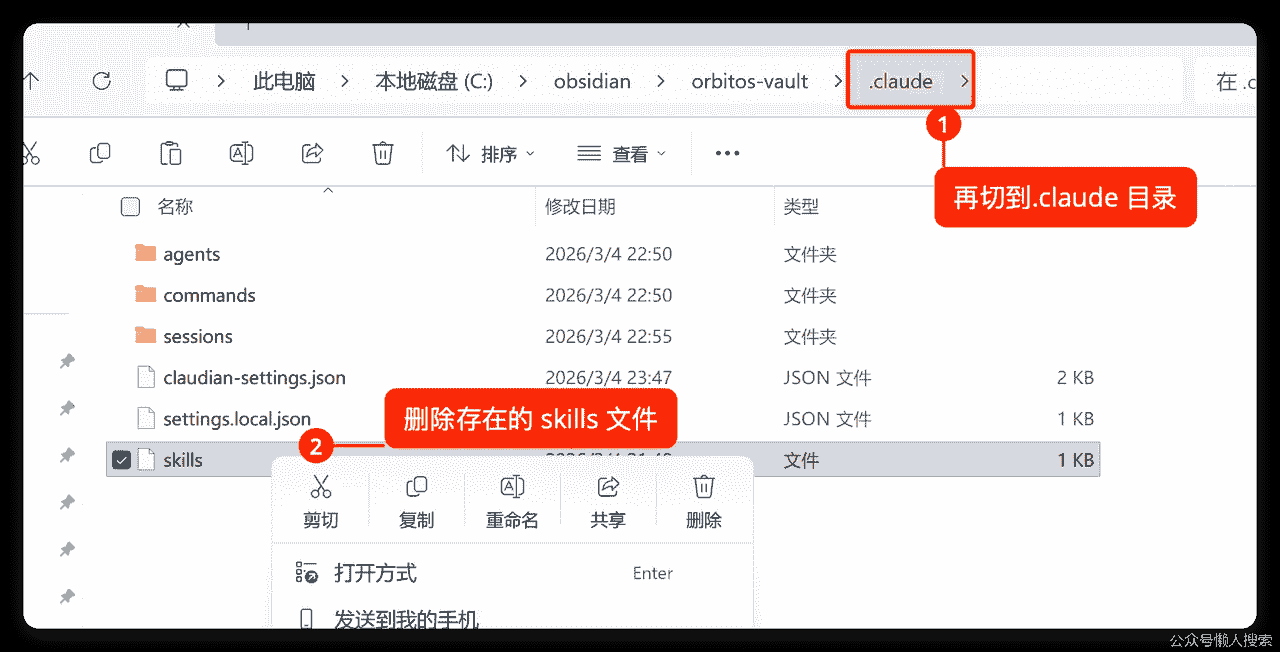 此电脑 本地磁盘 (C:) obsidian orbitos-vault .claude 在 .c
1
排序 查看
再切到.claude 目录
名称 修改日期 类型
agents 2026/3/4 22:50 文件夹
commands 2026/3/4 22:50 文件夹
sessions 2026/3/4 22:55 文件夹
claudian-settings.json 2026/3/4 23:47 JSON 文件 2 KB
settings.local.json JSON 文件 1 KB
删除存在的 skills 文件
2
skills 文件 1 KB
剪切 复制 重命名 共享 删除
打开方式 Enter
发送到我的手机
公众号懒人搜索